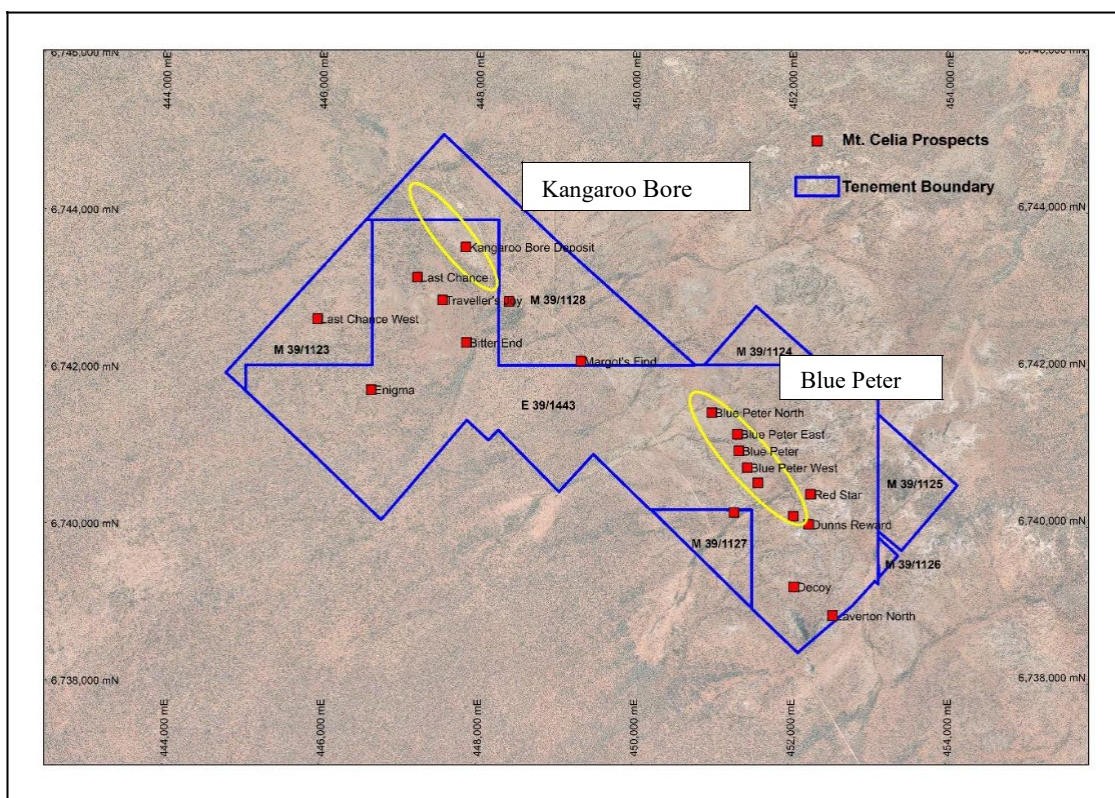 6,746,000 mN
444,000 mE
446,000 mE
448,000 mE
450,000 mE
452,000 mE
454,000 mE
Mt. Celia Prospects
Tenement Boundary
Kangaroo Bore
6,744,000 mN
6,744,000 mN
Kangaroo Bore Deposit
Last Chance
Traveller's Joy
M 39/1128
Last Chance West
Bitter End
M 39/1123
Margot's Find
M 39/1124
6,742,000 mN
6,742,000 mN
Blue Peter
Enigma
E 39/1443
Blue Peter North
Blue Peter East
Blue Peter
Blue Peter West
M 39/1125
Red Star
6,740,000 mN
6,740,000 mN
Dunns Reward
M 39/1127
M 39/1126
Decoy
Laverton North
6,738,000 mN
6,738,000 mN
444,000 mE
446,000 mE
448,000 mE
450,000 mE
452,000 mE
454,000 mE